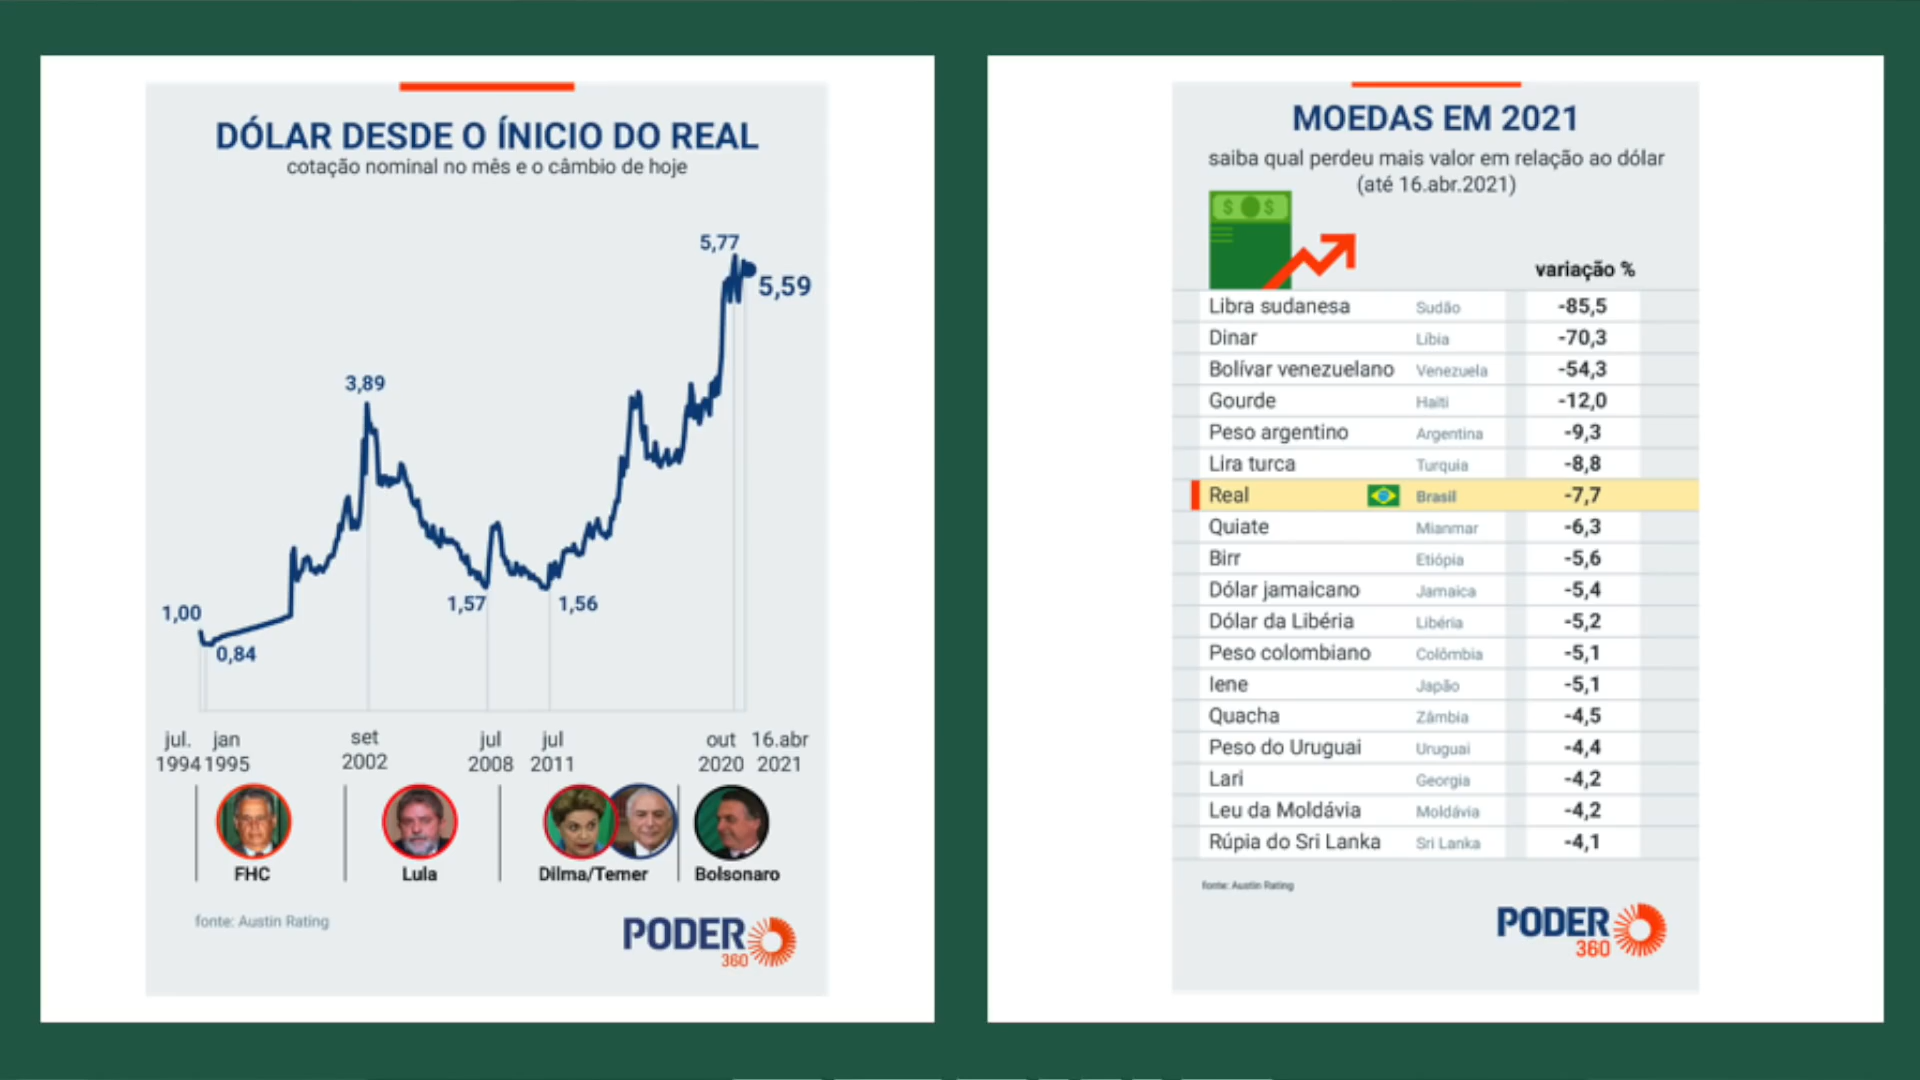 DÓLAR DESDE O ÍNICIO DO REAL
cotação nominal no mês e o câmbio de hoje
5,77
5,59
3,89
1,57
1,56
1,00
0,84
jul. 1994
jan 1995
set 2002
jul 2008
jul 2011
out 2020
16.abr 2021
FHC
Lula
Dilma/Temer
Bolsonaro
fonte: Austin Rating
PODER
360
MOEDAS EM 2021
saiba qual perdeu mais valor em relação ao dólar
(até 16.abr.2021)
$ $
variação %
Libra sudanesa Sudão -85,5
Dinar Líbia -70,3
Bolívar venezuelano Venezuela -54,3
Gourde Haiti -12,0
Peso argentino Argentina -9,3
Lira turca Turquia -8,8
Real Brasil -7,7
Quiate Mianmar -6,3
Birr Etiópia -5,6
Dólar jamaicano Jamaica -5,4
Dólar da Libéria Libéria -5,2
Peso colombiano Colômbia -5,1
Iene Japão -5,1
Quacha Zâmbia -4,5
Peso do Uruguai Uruguai -4,4
Lari Georgia -4,2
Leu da Moldávia Moldávia -4,2
Rúpia do Sri Lanka Sri Lanka -4,1
fonte: Austin Rating
PODER
360